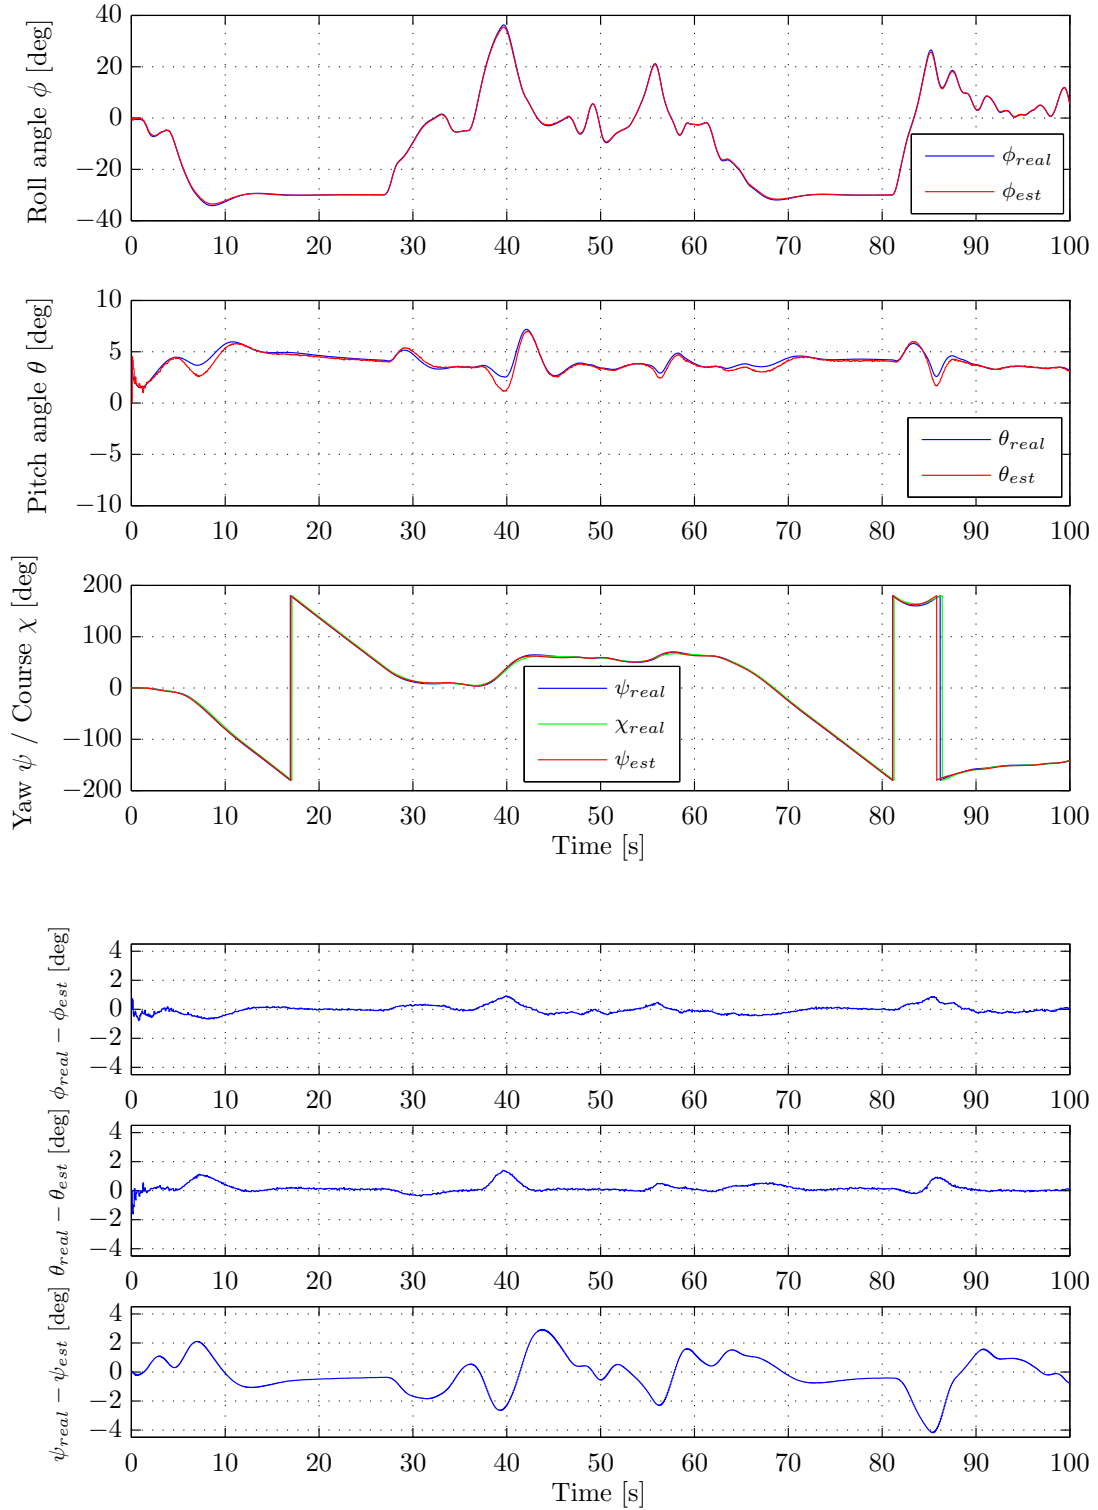 Roll angle ϕ [deg]
40
20
0
−20
−40
0 10 20 30 40 50 60 70 80 90 100
ϕreal
ϕest
Pitch angle θ [deg]
10
5
0
−5
−10
0 10 20 30 40 50 60 70 80 90 100
θreal
θest
Yaw ψ / Course χ [deg]
200
100
0
−100
−200
0 10 20 30 40 50 60 70 80 90 100
ψreal
χreal
ψest
Time [s]
ϕreal − ϕest [deg]
4
2
0
−2
−4
0 10 20 30 40 50 60 70 80 90 100
θreal − θest [deg]
4
2
0
−2
−4
0 10 20 30 40 50 60 70 80 90 100
ψreal − ψest [deg]
4
2
0
−2
−4
0 10 20 30 40 50 60 70 80 90 100
Time [s]